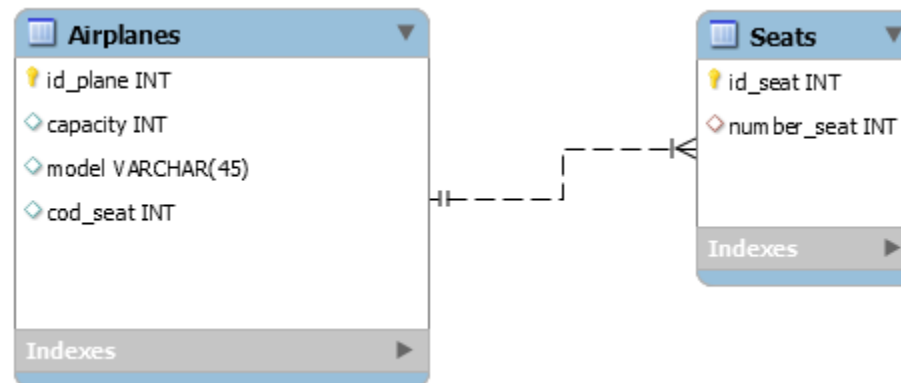 Airplanes
id_plane INT
capacity INT
model VARCHAR(45)
cod_seat INT
Indexes
Seats
id_seat INT
number_seat INT
Indexes